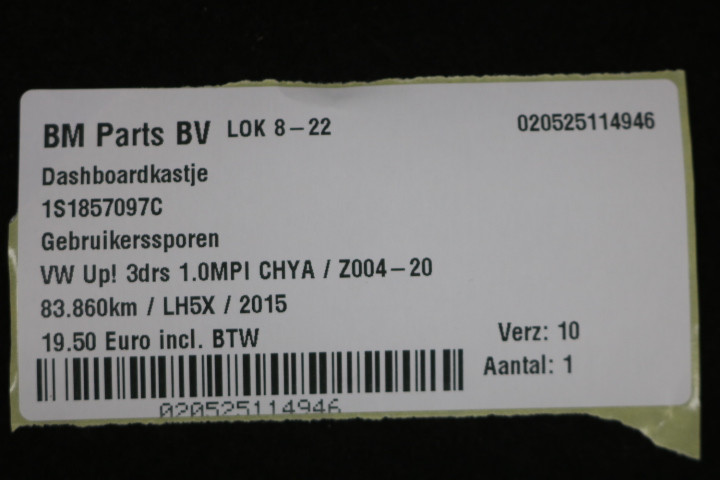 BM Parts BV LOK 8-22 020525114946
Dashboardkastje
1S1857097C
Gebruikerssporen
VW Up! 3drs 1.0MPI CHYA / Z004-20
83.860km / LH5X / 2015
19.50 Euro incl. BTW
Verz: 10
Aantal: 1
020525114946